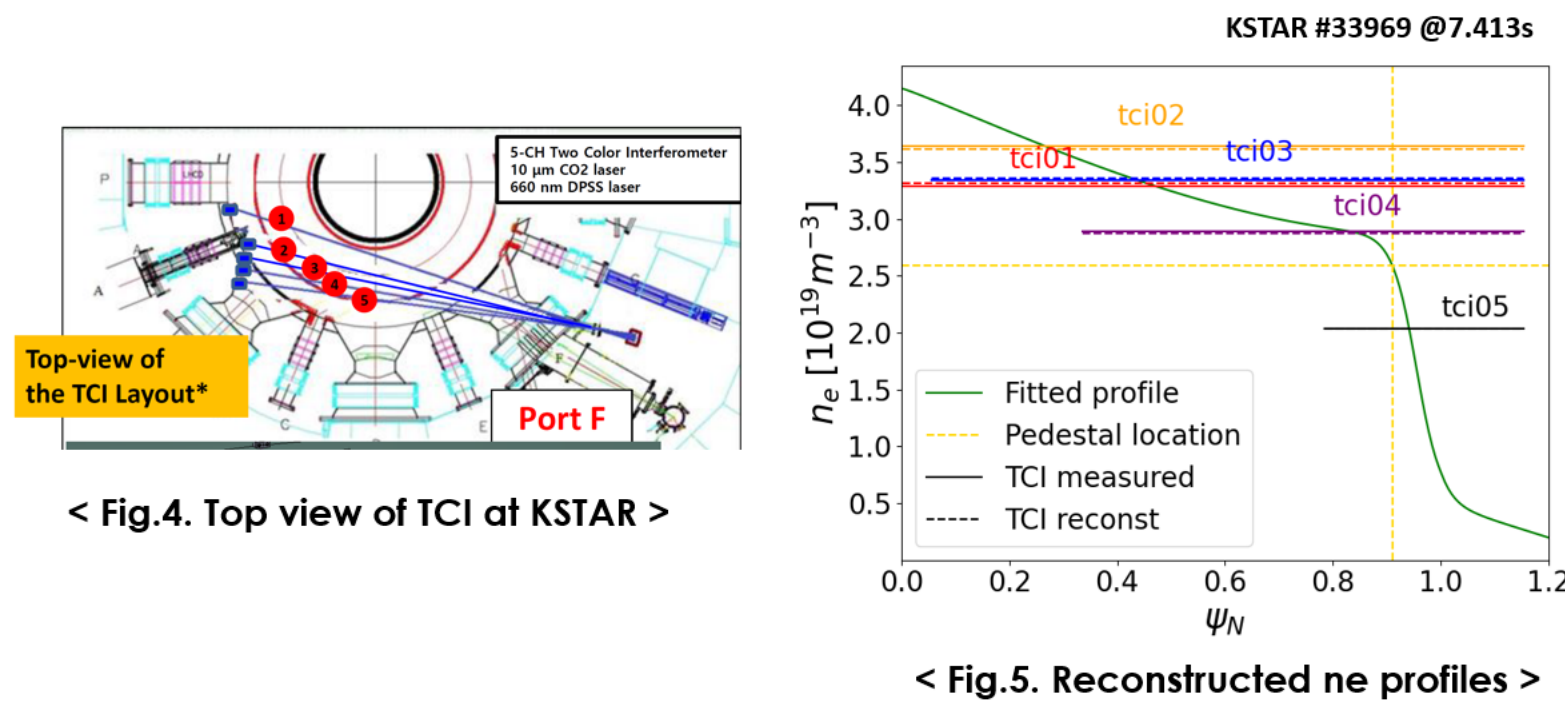 KSTAR #33969 @7.413s
5-CH Two Color Interferometer
10 μm CO2 laser
660 nm DPSS laser
P
LHCD
1
2
3
4
5
A
A
G
H
F
C
E
Top-view of
the TCI Layout*
Port F
< Fig.4. Top view of TCI at KSTAR >
4.0
3.5
3.0
2.5
2.0
1.5
1.0
0.5
n_e [10^19 m^−3]
tci02
tci01
tci03
tci04
tci05
Fitted profile
Pedestal location
TCI measured
TCI reconst
0.0 0.2 0.4 0.6 0.8 1.0 1.2
ψ_N
< Fig.5. Reconstructed ne profiles >